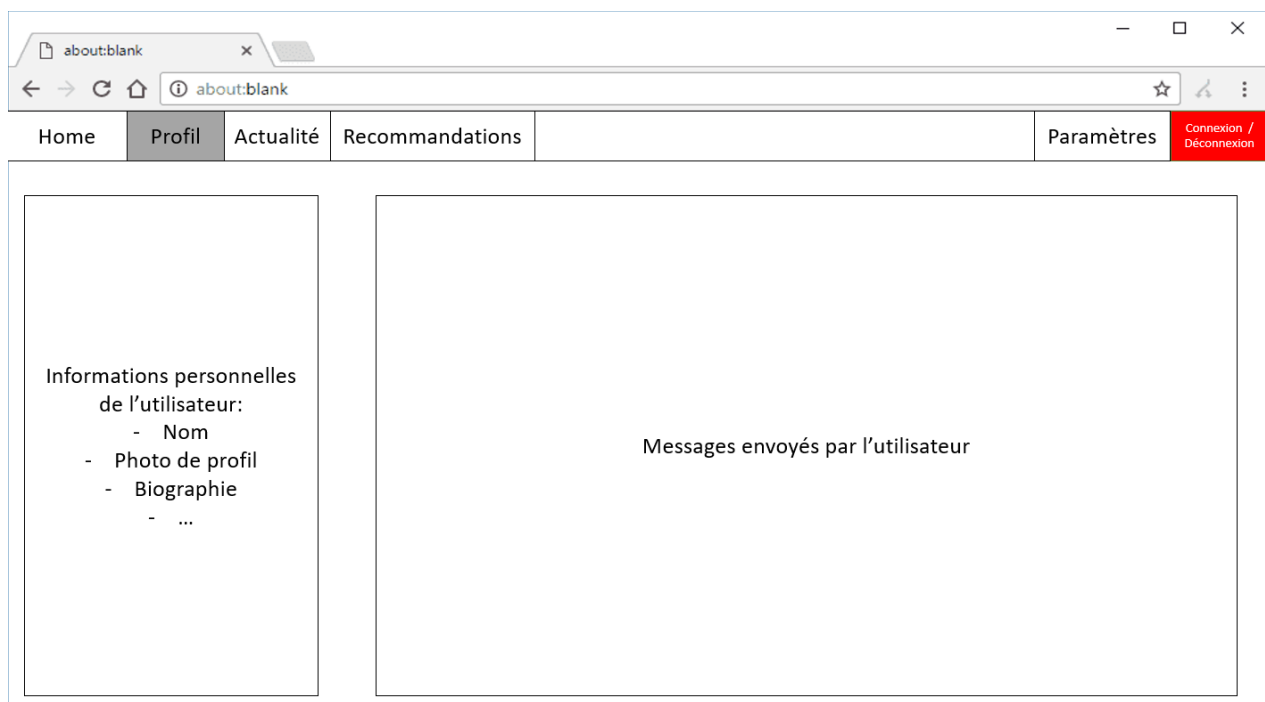 about:blank
about:blank
Home Profil Actualité Recommandations Paramètres Connexion /
Déconnexion
Informations personnelles
de l’utilisateur:
- Nom
- Photo de profil
- Biographie
- ...
Messages envoyés par l’utilisateur